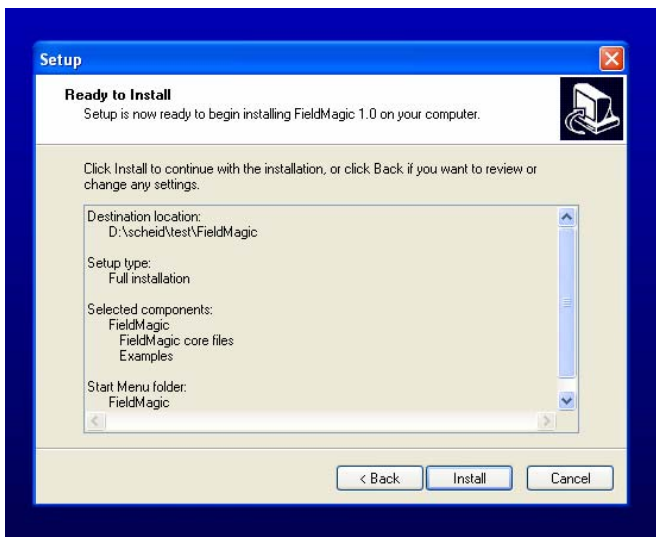 Setup
Ready to Install
Setup is now ready to begin installing FieldMagic 1.0 on your computer.
Click Install to continue with the installation, or click Back if you want to review or
change any settings.
Destination location:
D:\scheid\test\FieldMagic
Setup type:
Full installation
Selected components:
FieldMagic
FieldMagic core files
Examples
Start Menu folder:
FieldMagic
< Back
Install
Cancel